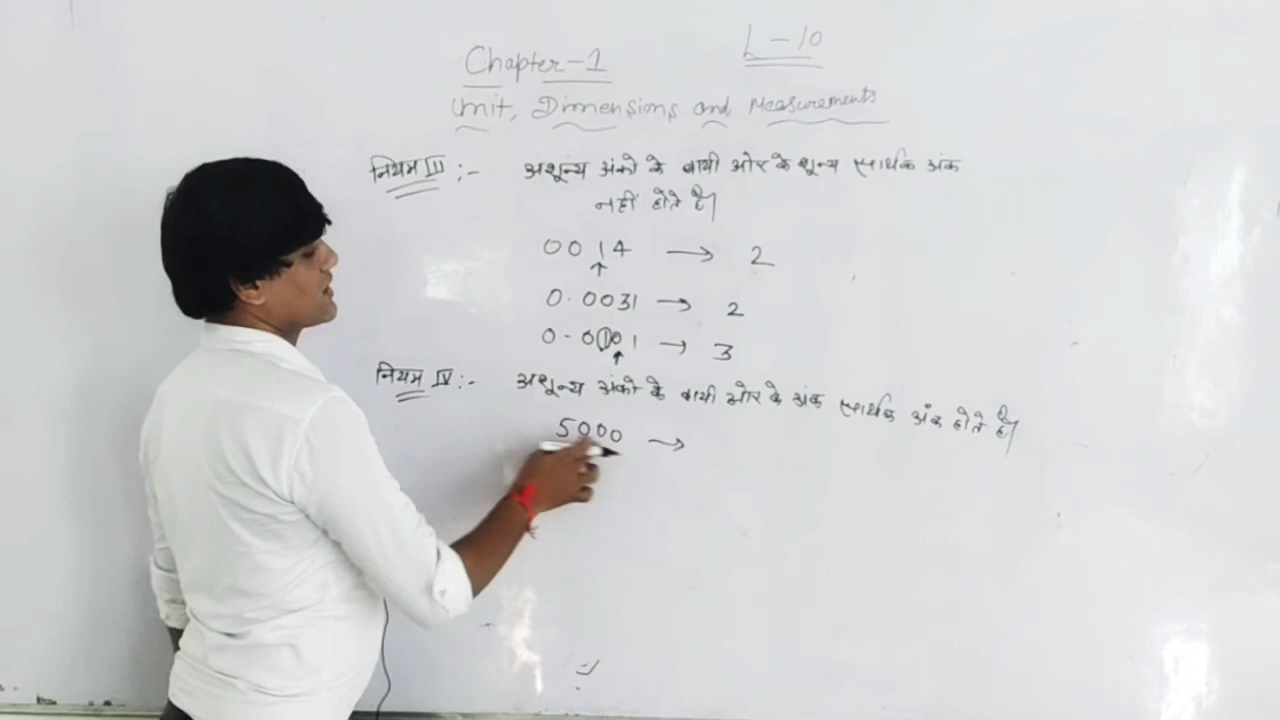 L - 10
Chapter-1
Unit, Dimensions and Measurements
नियम III :- अशून्य अंको के बायी ओर के शून्य सार्थक अंक
नहीं होते है।
0014 → 2
0.0031 → 2
0.0101 → 3
नियम IV :- अशून्य अंको के बायी ओर के अंक सार्थक अंक होते है।
5000 →